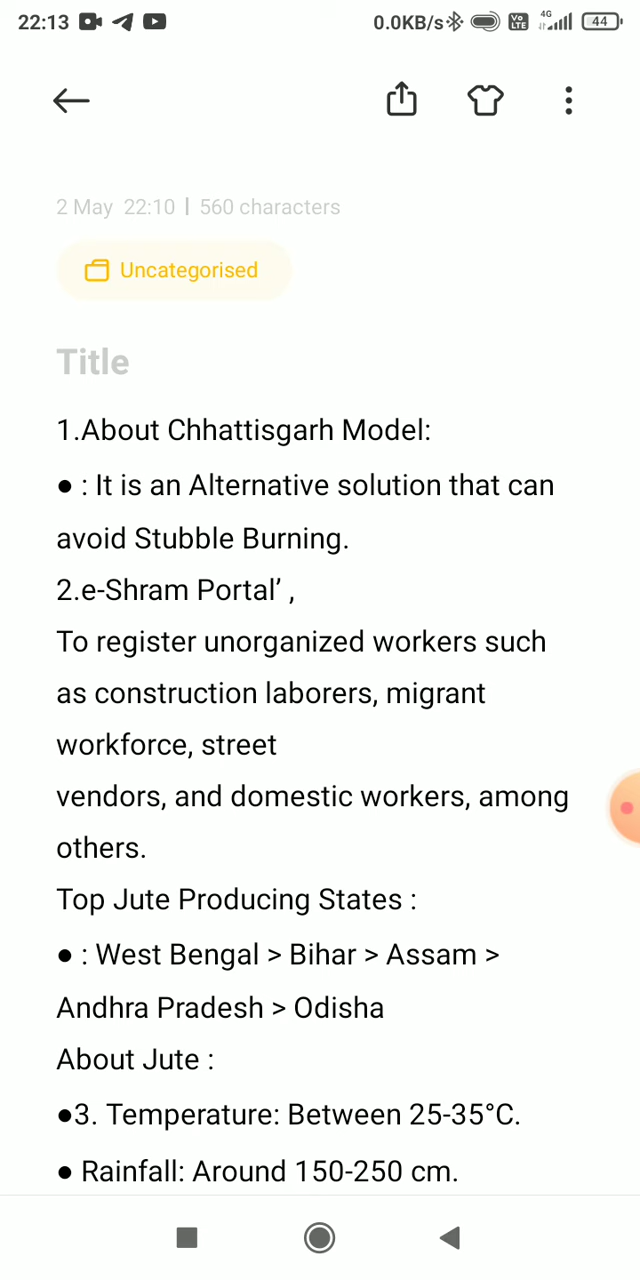 22:13 0.0KB/s Vo LTE 4G 44
2 May 22:10 | 560 characters
Uncategorised
Title
1.About Chhattisgarh Model:
● : It is an Alternative solution that can
avoid Stubble Burning.
2.e-Shram Portal’ ,
To register unorganized workers such
as construction laborers, migrant
workforce, street
vendors, and domestic workers, among
others.
Top Jute Producing States :
● : West Bengal > Bihar > Assam >
Andhra Pradesh > Odisha
About Jute :
●3. Temperature: Between 25-35°C.
● Rainfall: Around 150-250 cm.